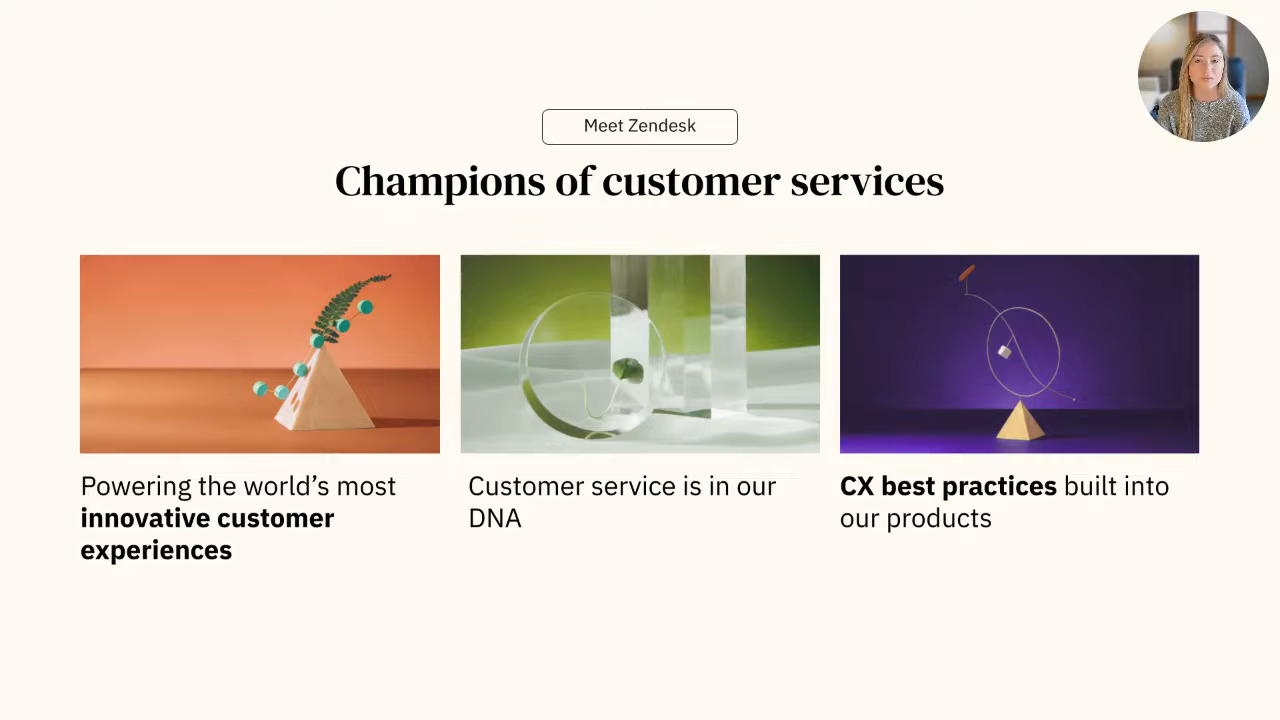 Meet Zendesk
Champions of customer services
Powering the world’s most
innovative customer
experiences
Customer service is in our
DNA
CX best practices built into
our products